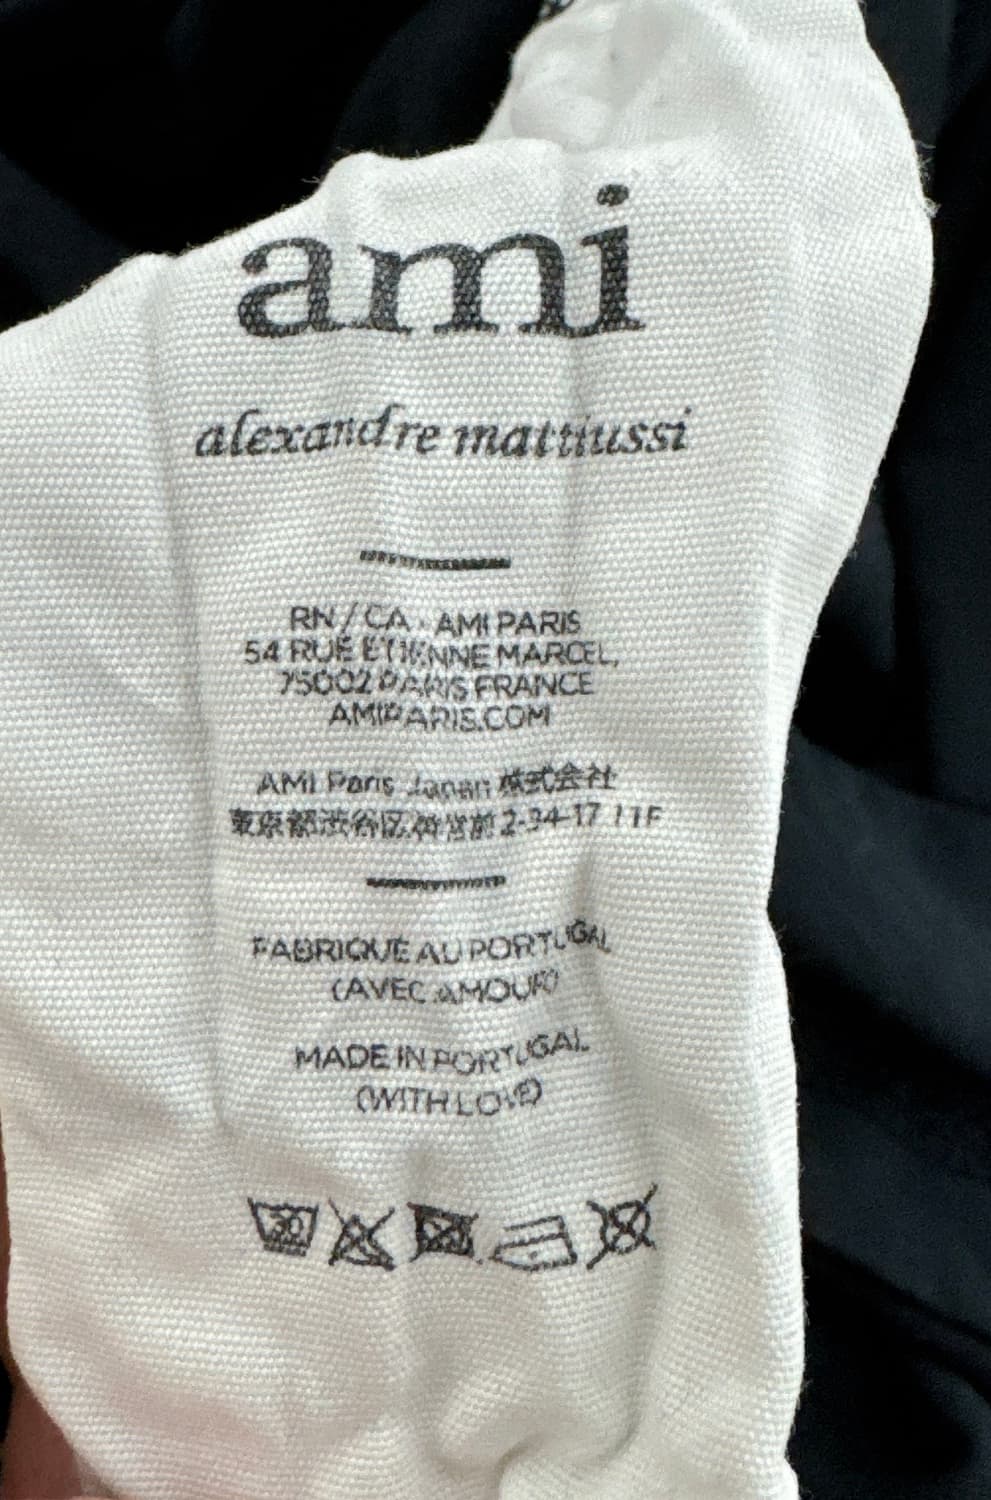 ami
alexandre mattiussi
RN / CA : AMI PARIS
54 RUE ETIENNE MARCEL,
75002 PARIS FRANCE
AMIPARIS.COM
AMI Paris Japan 株式会社
東京都渋谷区神宮前 2-34-17 11F
FABRIQUE AU PORTUGAL
(AVEC AMOUR)
MADE IN PORTUGAL
(WITH LOVE)
30